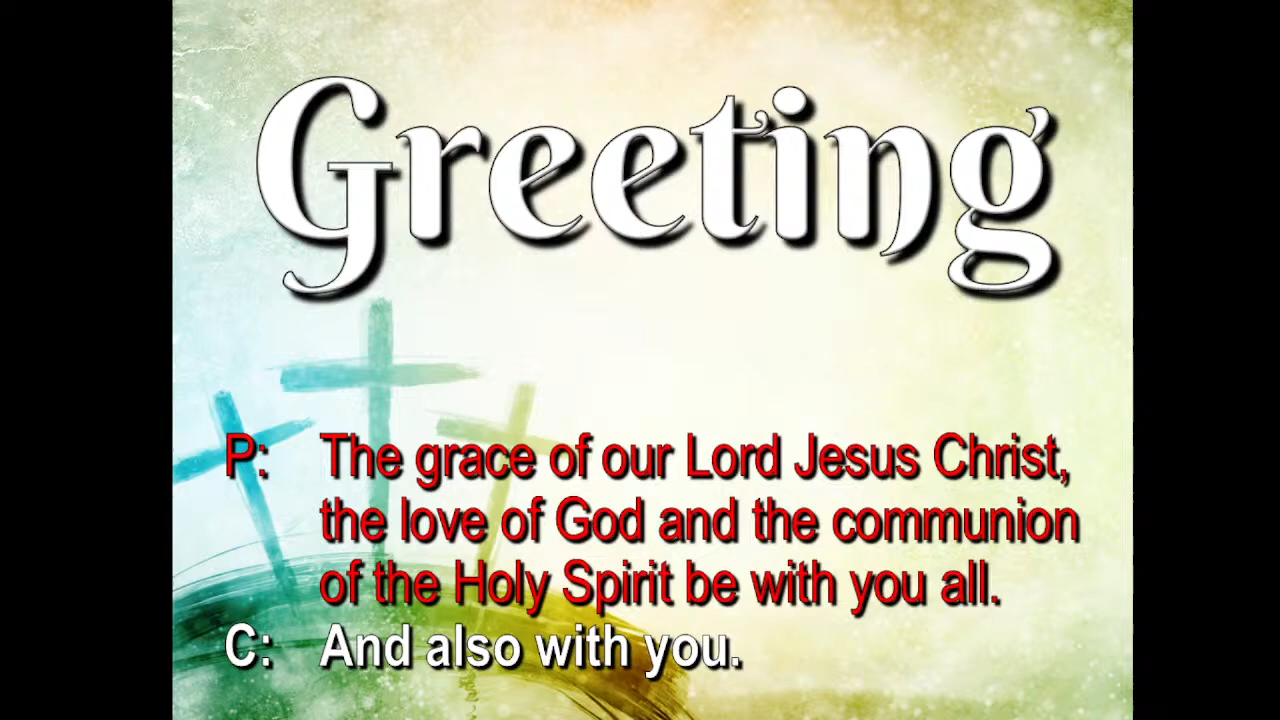 Greeting
P: The grace of our Lord Jesus Christ,
the love of God and the communion
of the Holy Spirit be with you all.
C: And also with you.